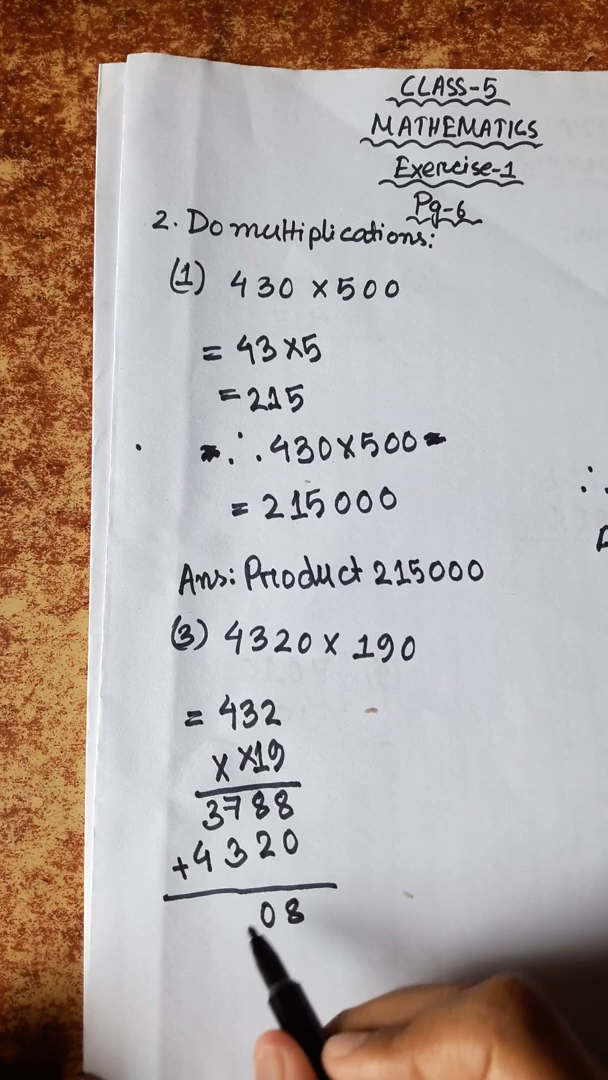 CLASS-5
MATHEMATICS
Exercise-1
Pg-6
2. Do multiplications:
(1) 430 × 500
= 43 × 5
= 215
∴ 430 × 500
= 215000
Ans: Product 215000
(3) 4320 × 190
= 432
× ×19
3788
+4320
08